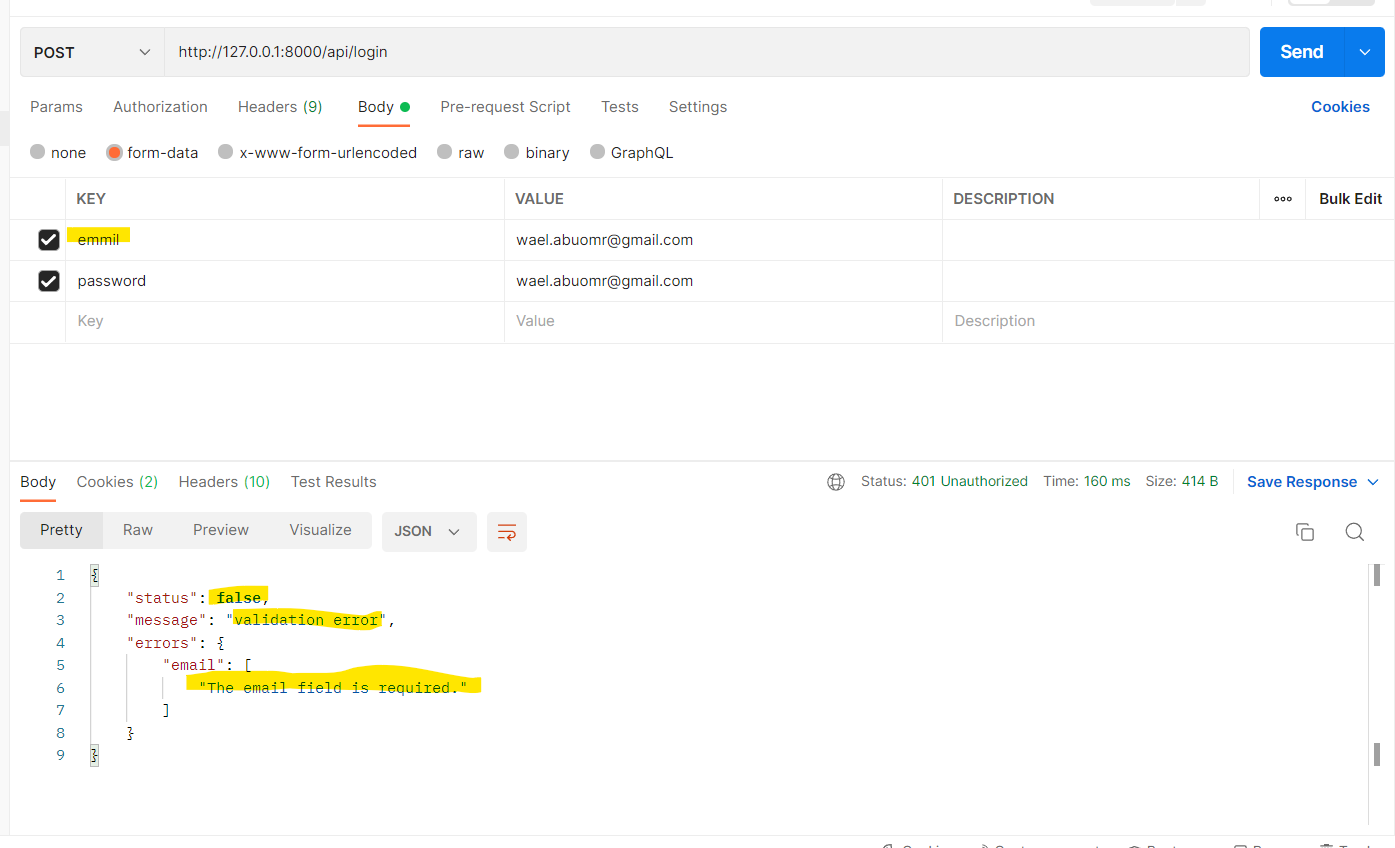 POST http://127.0.0.1:8000/api/login Send
Params Authorization Headers (9) Body Pre-request Script Tests Settings Cookies
none form-data x-www-form-urlencoded raw binary GraphQL
KEY VALUE DESCRIPTION ooo Bulk Edit
emmil wael.abuomr@gmail.com
password wael.abuomr@gmail.com
Key Value Description
Body Cookies (2) Headers (10) Test Results Status: 401 Unauthorized Time: 160 ms Size: 414 B Save Response
Pretty Raw Preview Visualize JSON
1 {
2 "status": false,
3 "message": "validation error",
4 "errors": {
5 "email": [
6 "The email field is required."
7 ]
8 }
9 }